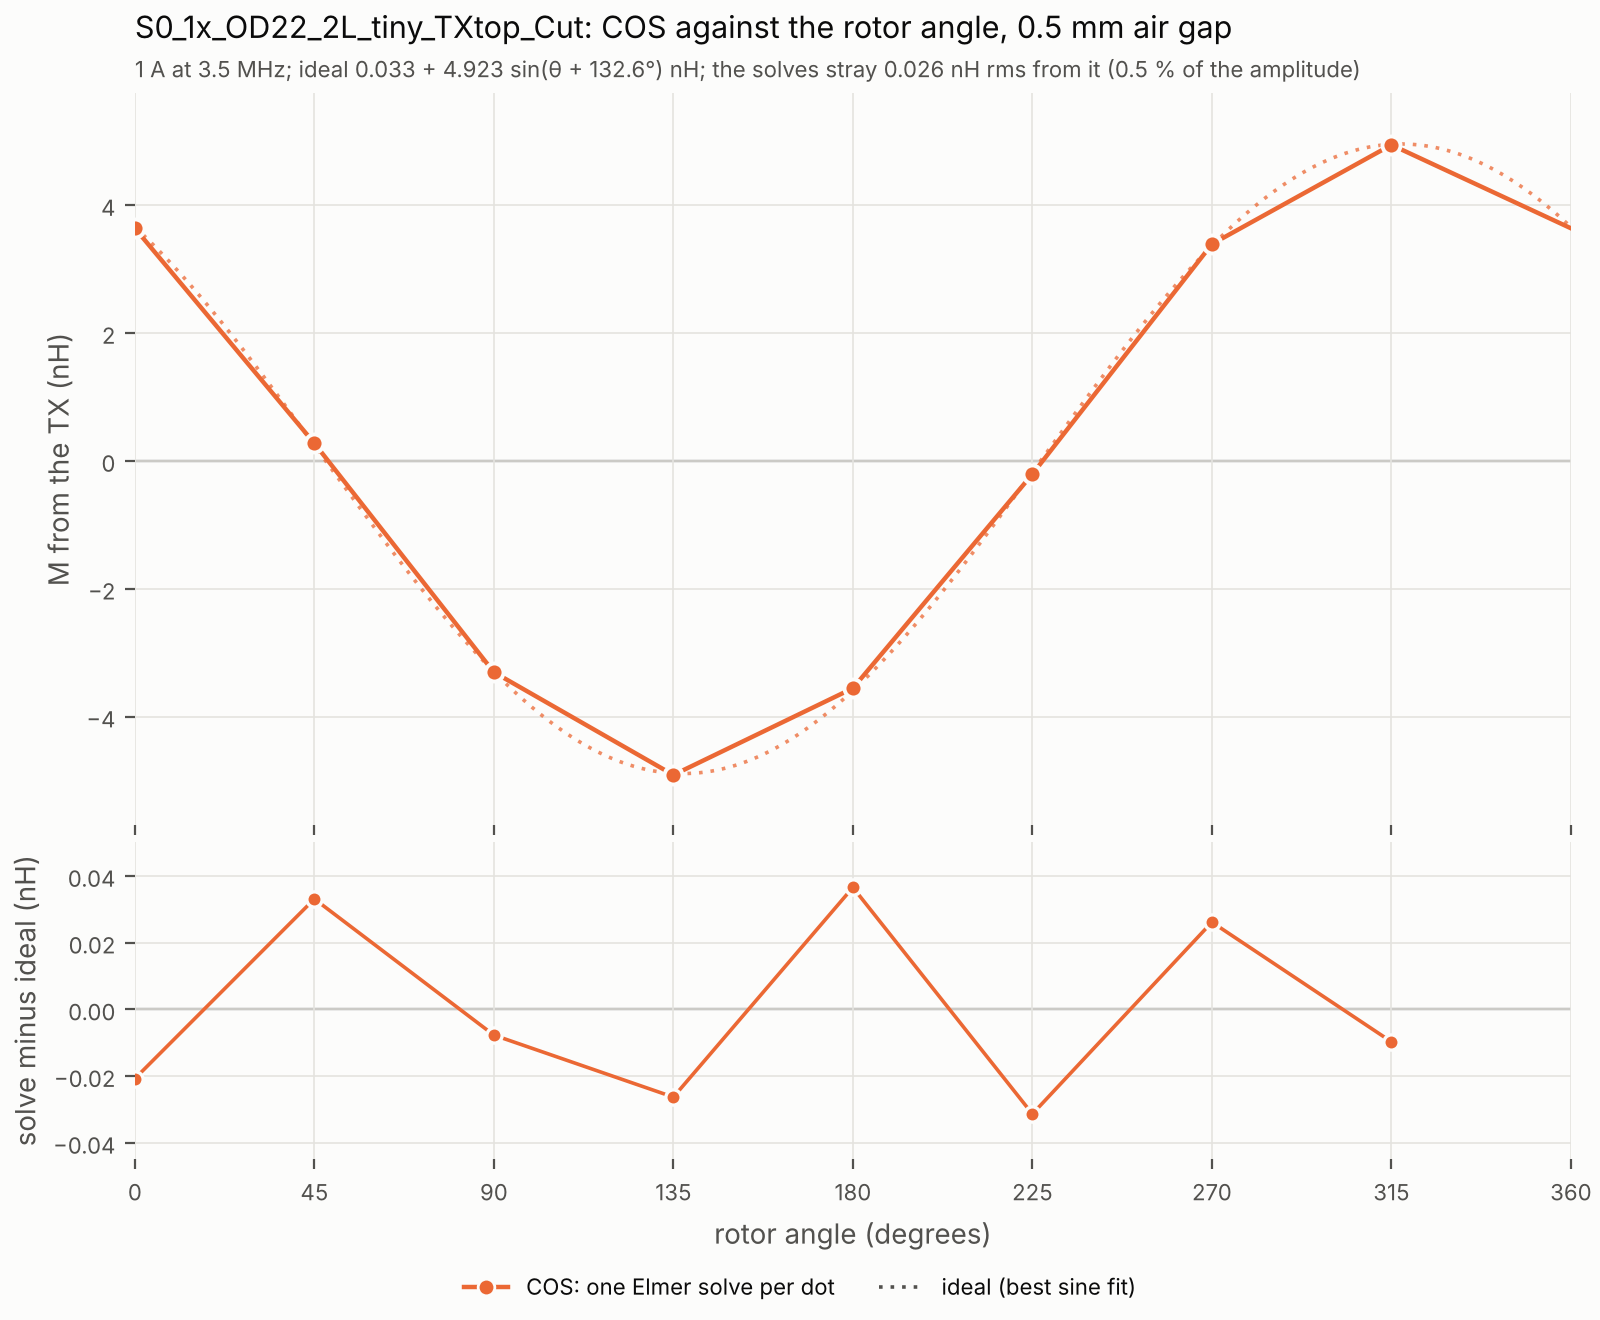 S0_1x_OD22_2L_tiny_TXtop_Cut: COS against the rotor angle, 0.5 mm air gap
1 A at 3.5 MHz; ideal 0.033 + 4.923 sin(θ + 132.6°) nH; the solves stray 0.026 nH rms from it (0.5 % of the amplitude)
M from the TX (nH)
4
2
0
−2
−4
solve minus ideal (nH)
0.04
0.02
0.00
−0.02
−0.04
0 45 90 135 180 225 270 315 360
rotor angle (degrees)
COS: one Elmer solve per dot ideal (best sine fit)